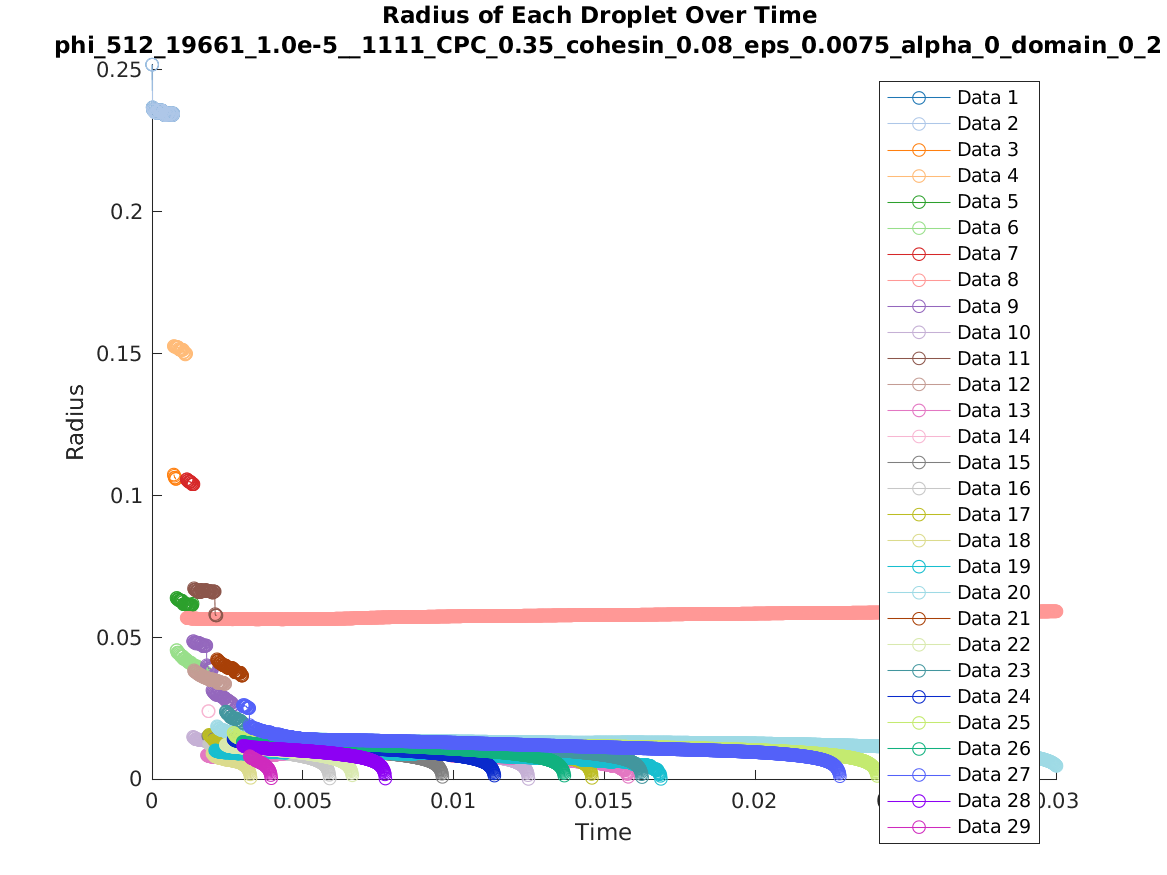 Radius of Each Droplet Over Time
phi_512_19661_1.0e-5__1111_CPC_0.35_cohesin_0.08_eps_0.0075_alpha_0_domain_0_2
0.25
0.2
0.15
0.1
0.05
0
Radius
0
0.005
0.01
0.015
0.02
0.03
Time
Data 1
Data 2
Data 3
Data 4
Data 5
Data 6
Data 7
Data 8
Data 9
Data 10
Data 11
Data 12
Data 13
Data 14
Data 15
Data 16
Data 17
Data 18
Data 19
Data 20
Data 21
Data 22
Data 23
Data 24
Data 25
Data 26
Data 27
Data 28
Data 29